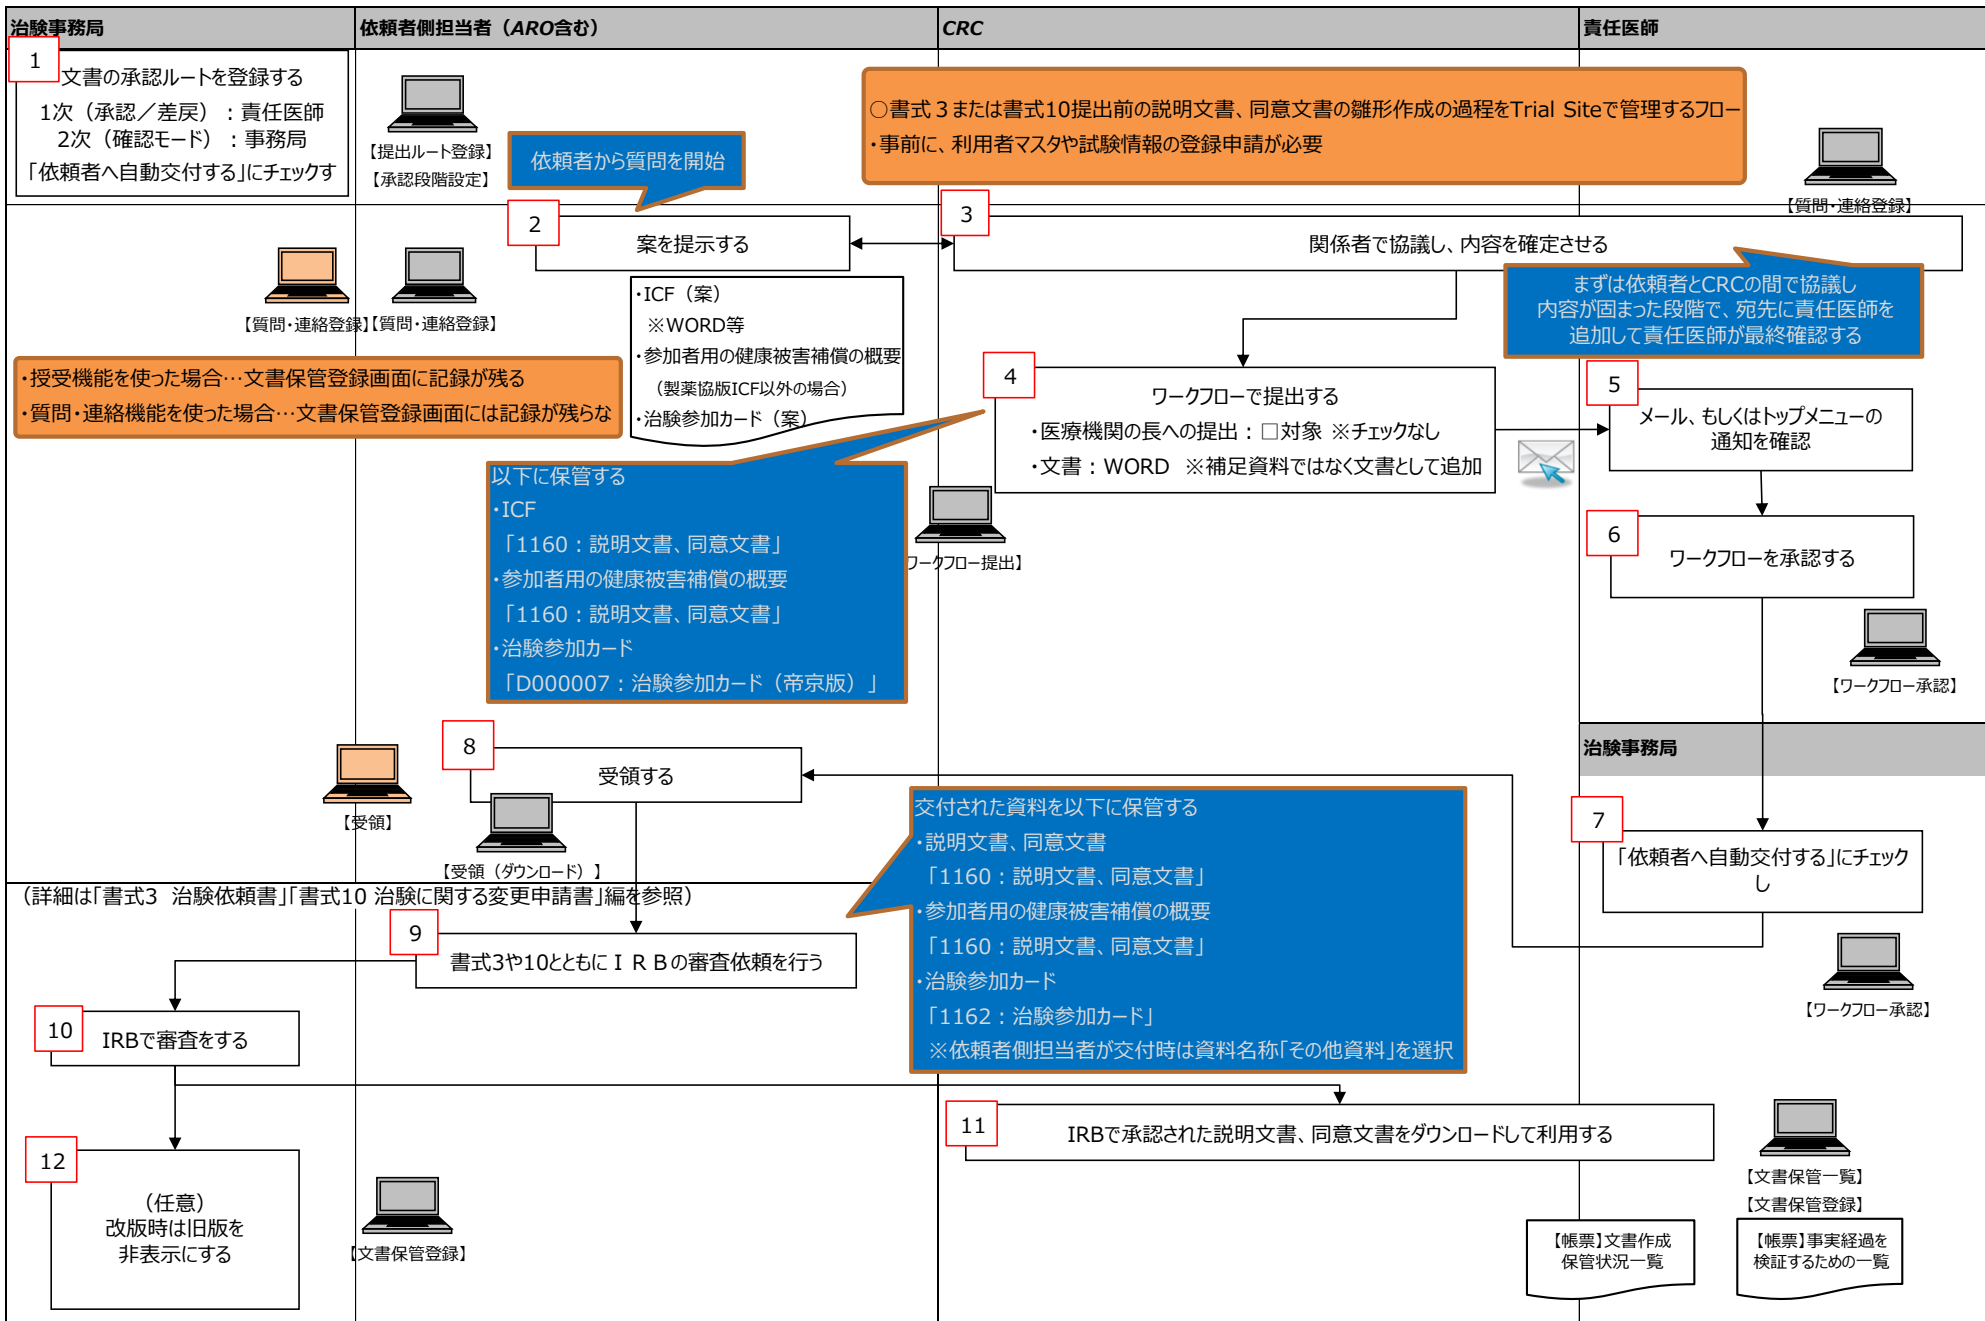 治験事務局
依頼者側担当者（ARO含む）
CRC
責任医師
1
文書の承認ルートを登録する
1次（承認／差戻）：責任医師
2次（確認モード）：事務局
「依頼者へ自動交付する」にチェックす
【提出ルート登録】
【承認段階設定】
依頼者から質問を開始
○書式３または書式10提出前の説明文書、同意文書の雛形作成の過程をTrial Siteで管理するフロー
・事前に、利用者マスタや試験情報の登録申請が必要
【質問・連絡登録】
2
案を提示する
3
関係者で協議し、内容を確定させる
【質問・連絡登録】
【質問・連絡登録】
・ICF（案）
※WORD等
・参加者用の健康被害補償の概要
（製薬協版ICF以外の場合）
・治験参加カード（案）
まずは依頼者とCRCの間で協議し
内容が固まった段階で、宛先に責任医師を
追加して責任医師が最終確認する
・授受機能を使った場合…文書保管登録画面に記録が残る
・質問・連絡機能を使った場合…文書保管登録画面には記録が残らな
4
ワークフローで提出する
・医療機関の長への提出：□対象 ※チェックなし
・文書：WORD ※補足資料ではなく文書として追加
5
メール、もしくはトップメニューの
通知を確認
以下に保管する
・ICF
「1160：説明文書、同意文書」
・参加者用の健康被害補償の概要
「1160：説明文書、同意文書」
・治験参加カード
「D000007：治験参加カード（帝京版）」
ワークフロー提出】
6
ワークフローを承認する
【ワークフロー承認】
治験事務局
8
受領する
【受領】
【受領（ダウンロード）】
7
「依頼者へ自動交付する」にチェック
し
【ワークフロー承認】
交付された資料を以下に保管する
・説明文書、同意文書
「1160：説明文書、同意文書」
・参加者用の健康被害補償の概要
「1160：説明文書、同意文書」
・治験参加カード
「1162：治験参加カード」
※依頼者側担当者が交付時は資料名称「その他資料」を選択
（詳細は「書式3 治験依頼書」「書式10 治験に関する変更申請書」編を参照）
9
書式3や10とともにＩＲＢの審査依頼を行う
10
IRBで審査をする
11
IRBで承認された説明文書、同意文書をダウンロードして利用する
【文書保管一覧】
【文書保管登録】
12
（任意）
改版時は旧版を
非表示にする
【文書保管登録】
【帳票】文書作成
保管状況一覧
【帳票】事実経過を
検証するための一覧